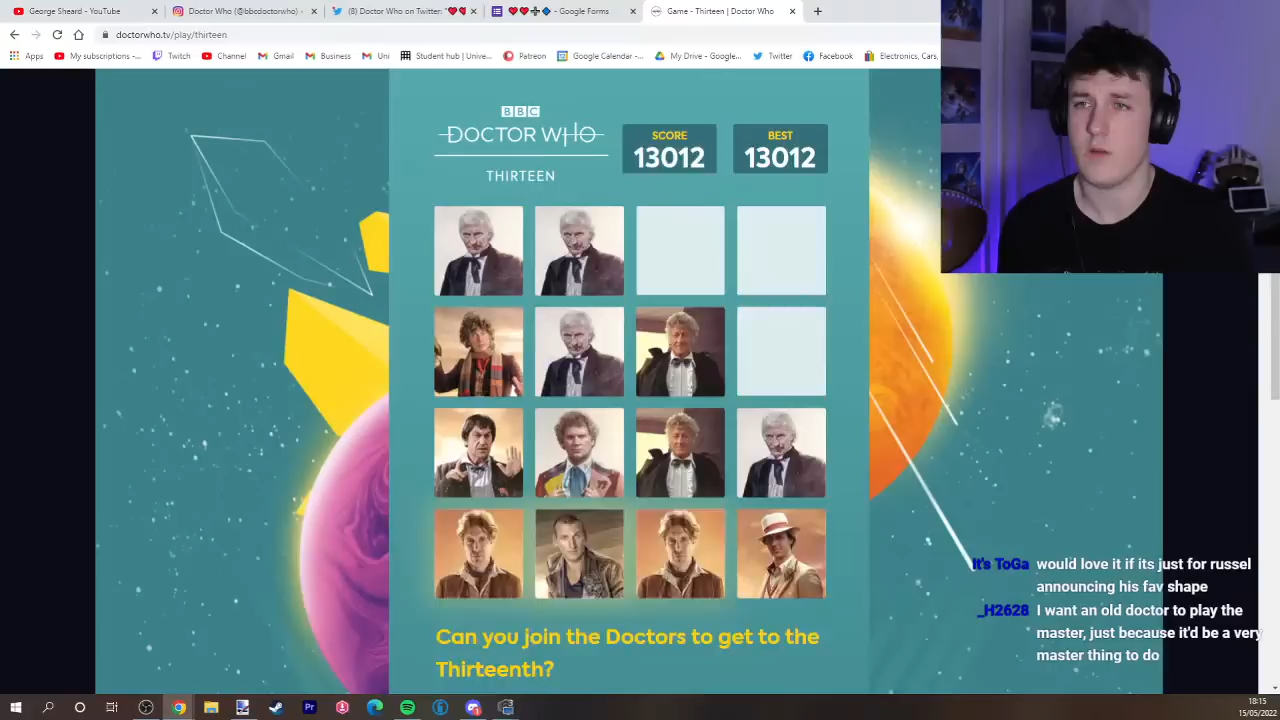 George Sheard - YouTube
Doctor Who (@bbcdoctorwho)
(8) Doctor Who on Twitter: "
- Google Forms
Game - Thirteen | Doctor Who
doctorwho.tv/play/thirteen
Apps
My subscriptions -...
Twitch
Channel
Gmail
Business
Uni
Student hub | Unive...
Patreon
Google Calendar -...
My Drive - Google...
Twitter
Facebook
Electronics, Cars,
BBC
DOCTOR WHO
THIRTEEN
SCORE
13012
BEST
13012
Can you join the Doctors to get to the
Thirteenth?
It's ToGa would love it if its just for russel
announcing his fav shape
_H2628 I want an old doctor to play the
master, just because it'd be a very
master thing to do
18:15
15/05/2022